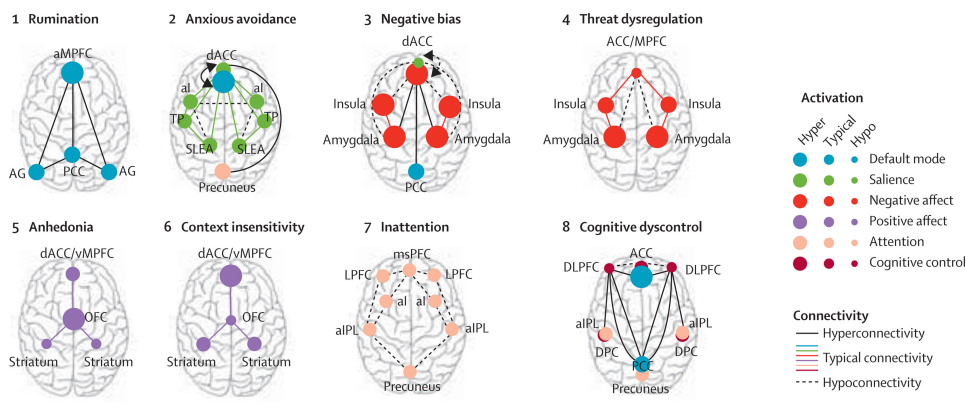 1 Rumination
aMPFC
AG
PCC
AG
2 Anxious avoidance
dACC
aI
aI
TP
TP
SLEA
SLEA
Precuneus
3 Negative bias
dACC
Insula
Insula
Amygdala
Amygdala
PCC
4 Threat dysregulation
ACC/MPFC
Insula
Insula
Amygdala
Amygdala
5 Anhedonia
dACC/vMPFC
OFC
Striatum
Striatum
6 Context insensitivity
dACC/vMPFC
OFC
Striatum
Striatum
7 Inattention
msPFC
LPFC
LPFC
aI
aI
aIPL
aIPL
Precuneus
8 Cognitive dyscontrol
ACC
DLPFC
DLPFC
aIPL
aIPL
DPC
DPC
PCC
Precuneus
Activation
Hyper
Typical
Hypo
Default mode
Salience
Negative affect
Positive affect
Attention
Cognitive control
Connectivity
Hyperconnectivity
Typical connectivity
Hypoconnectivity